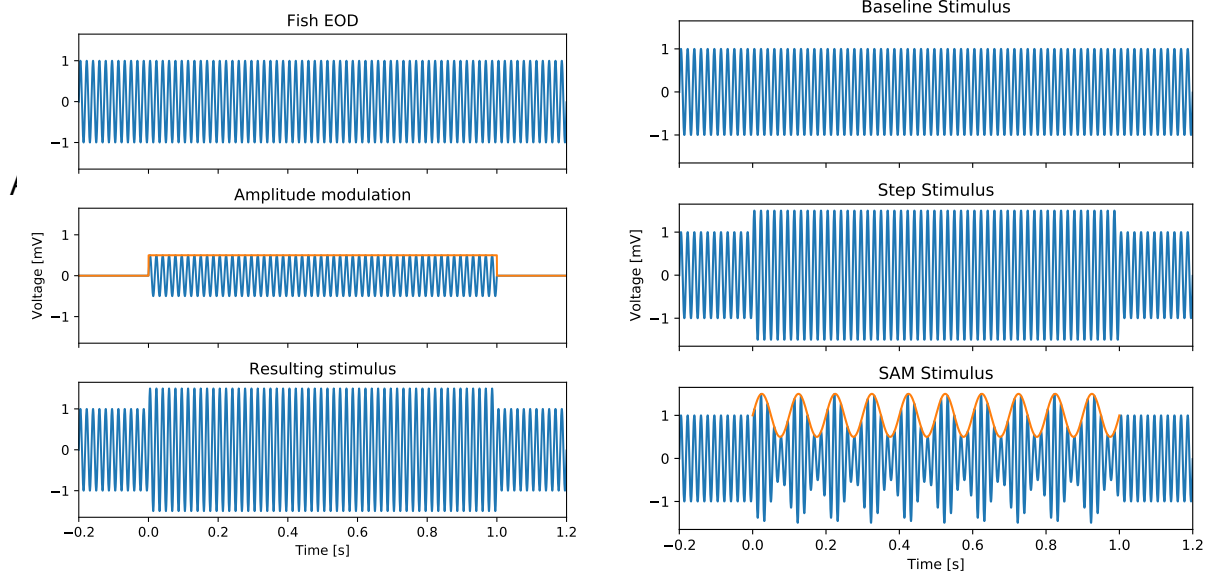 Fish EOD
1
0
−1
Amplitude modulation
1
0
−1
Voltage [mV]
Resulting stimulus
1
0
−1
−0.2 0.0 0.2 0.4 0.6 0.8 1.0 1.2
Time [s]
Baseline Stimulus
1
0
−1
Step Stimulus
1
0
−1
Voltage [mV]
SAM Stimulus
1
0
−1
−0.2 0.0 0.2 0.4 0.6 0.8 1.0 1.2
Time [s]